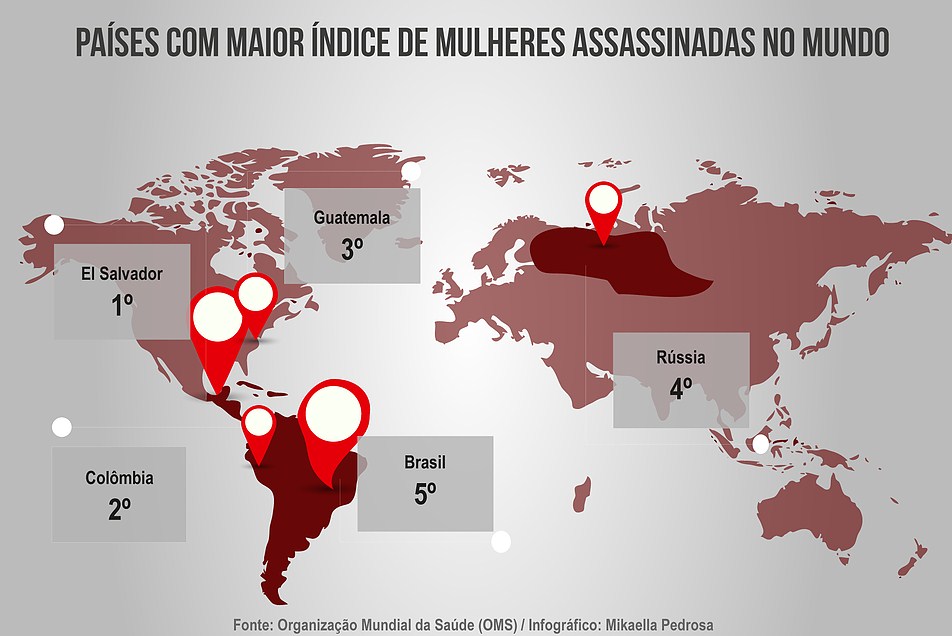 PAÍSES COM MAIOR ÍNDICE DE MULHERES ASSASSINADAS NO MUNDO
Guatemala
3º
El Salvador
1º
Rússia
4º
Colômbia
2º
Brasil
5º
Fonte: Organização Mundial da Saúde (OMS) / Infográfico: Mikaella Pedrosa